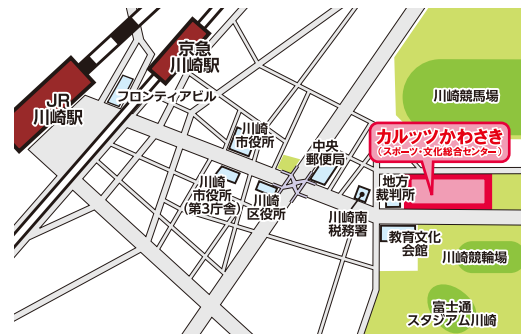 京急
川崎駅
JR
川崎駅
フロンティアビル
川崎
市役所
川崎競馬場
中央
郵便局
カルッツかわさき
(スポーツ・文化総合センター)
川崎
市役所
(第3庁舎)
川崎
区役所
地方
裁判所
川崎南
税務署
教育文化
会館
川崎競輪場
富士通
スタジアム川崎